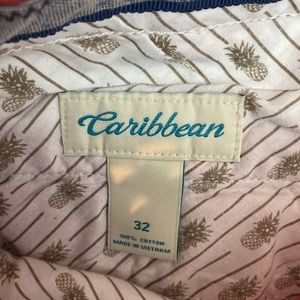 Caribbean
32
100% COTTON
MADE IN VIETNAM